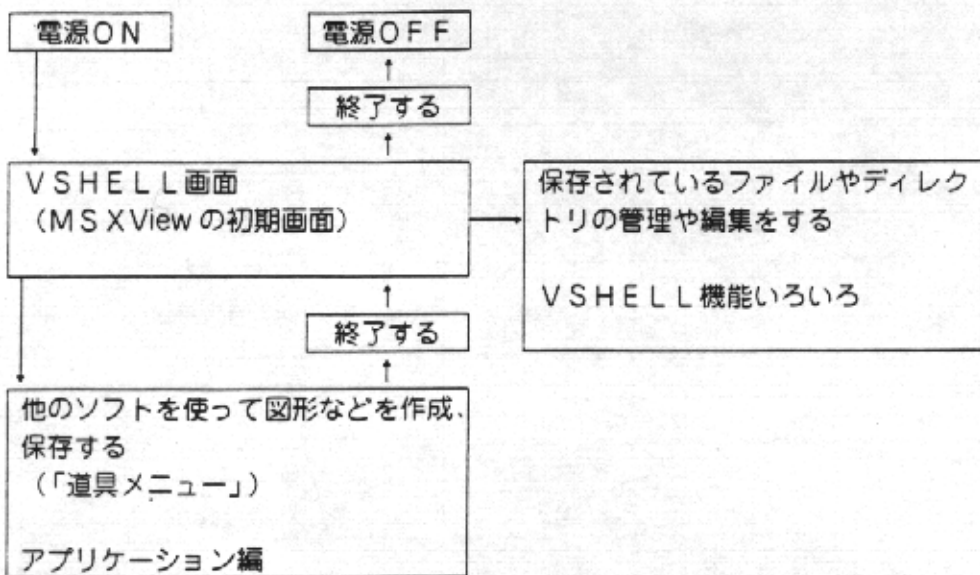 電源ON
電源OFF
終了する
VSHELL画面
(MSXViewの初期画面)
保存されているファイルやディレク
トリの管理や編集をする
VSHELL機能いろいろ
終了する
他のソフトを使って図形などを作成、
保存する
(「道具メニュー」)
アプリケーション編